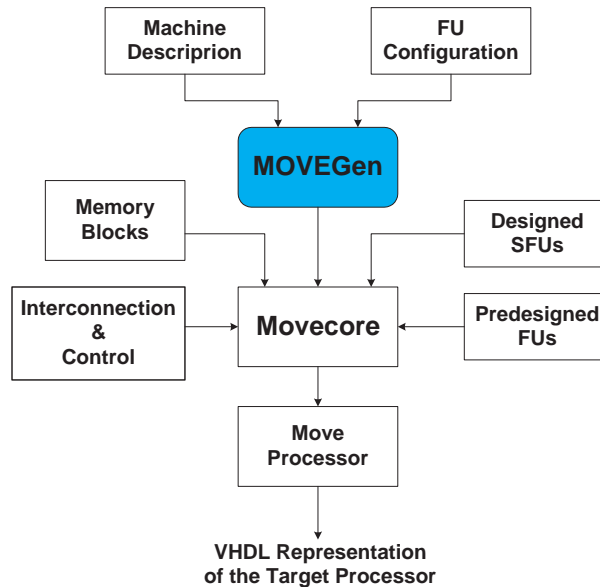 Machine
Descriprion
FU
Configuration
MOVEGen
Memory
Blocks
Designed
SFUs
Interconnection
&
Control
Movecore
Predesigned
FUs
Move
Processor
VHDL Representation
of the Target Processor